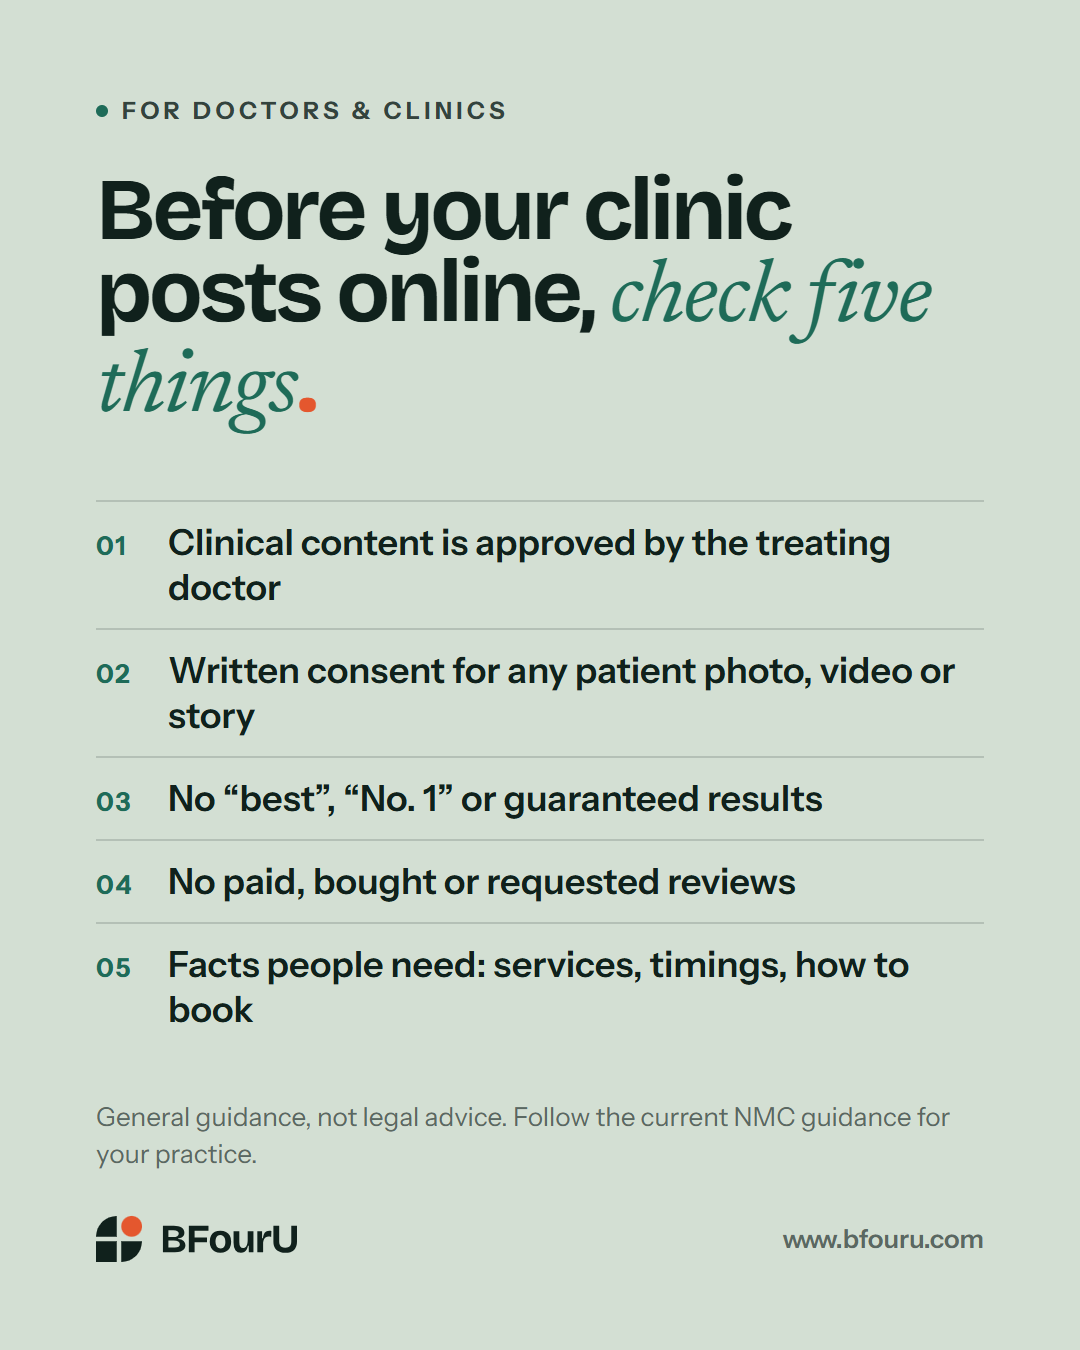 FOR DOCTORS & CLINICS
Before your clinic
posts online, check five
things.
01 Clinical content is approved by the treating
doctor
02 Written consent for any patient photo, video or
story
03 No “best”, “No. 1” or guaranteed results
04 No paid, bought or requested reviews
05 Facts people need: services, timings, how to
book
General guidance, not legal advice. Follow the current NMC guidance for
your practice.
BFourU
www.bfouru.com